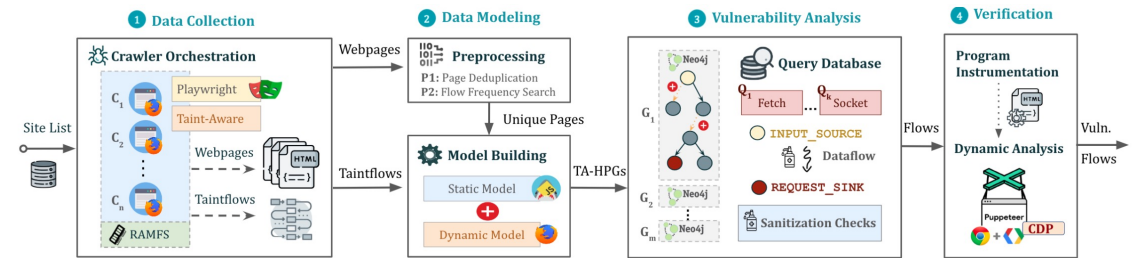 1 Data Collection
2 Data Modeling
3 Vulnerability Analysis
4 Verification
Site List
Crawler Orchestration
C1
C2
Cn
Playwright
Taint-Aware
Webpages
HTML
Taintflows
RAMFS
Webpages
Taintflows
Preprocessing
P1: Page Deduplication
P2: Flow Frequency Search
Unique Pages
Model Building
Static Model
JS
Dynamic Model
TA-HPGs
G1
Neo4j
G2
Neo4j
Gm
Neo4j
Query Database
Q1
Fetch
...
Qk
Socket
INPUT_SOURCE
Dataflow
REQUEST_SINK
Sanitization Checks
Flows
Program
Instrumentation
HTML
Dynamic Analysis
Puppeteer
+
CDP
Vuln.
Flows